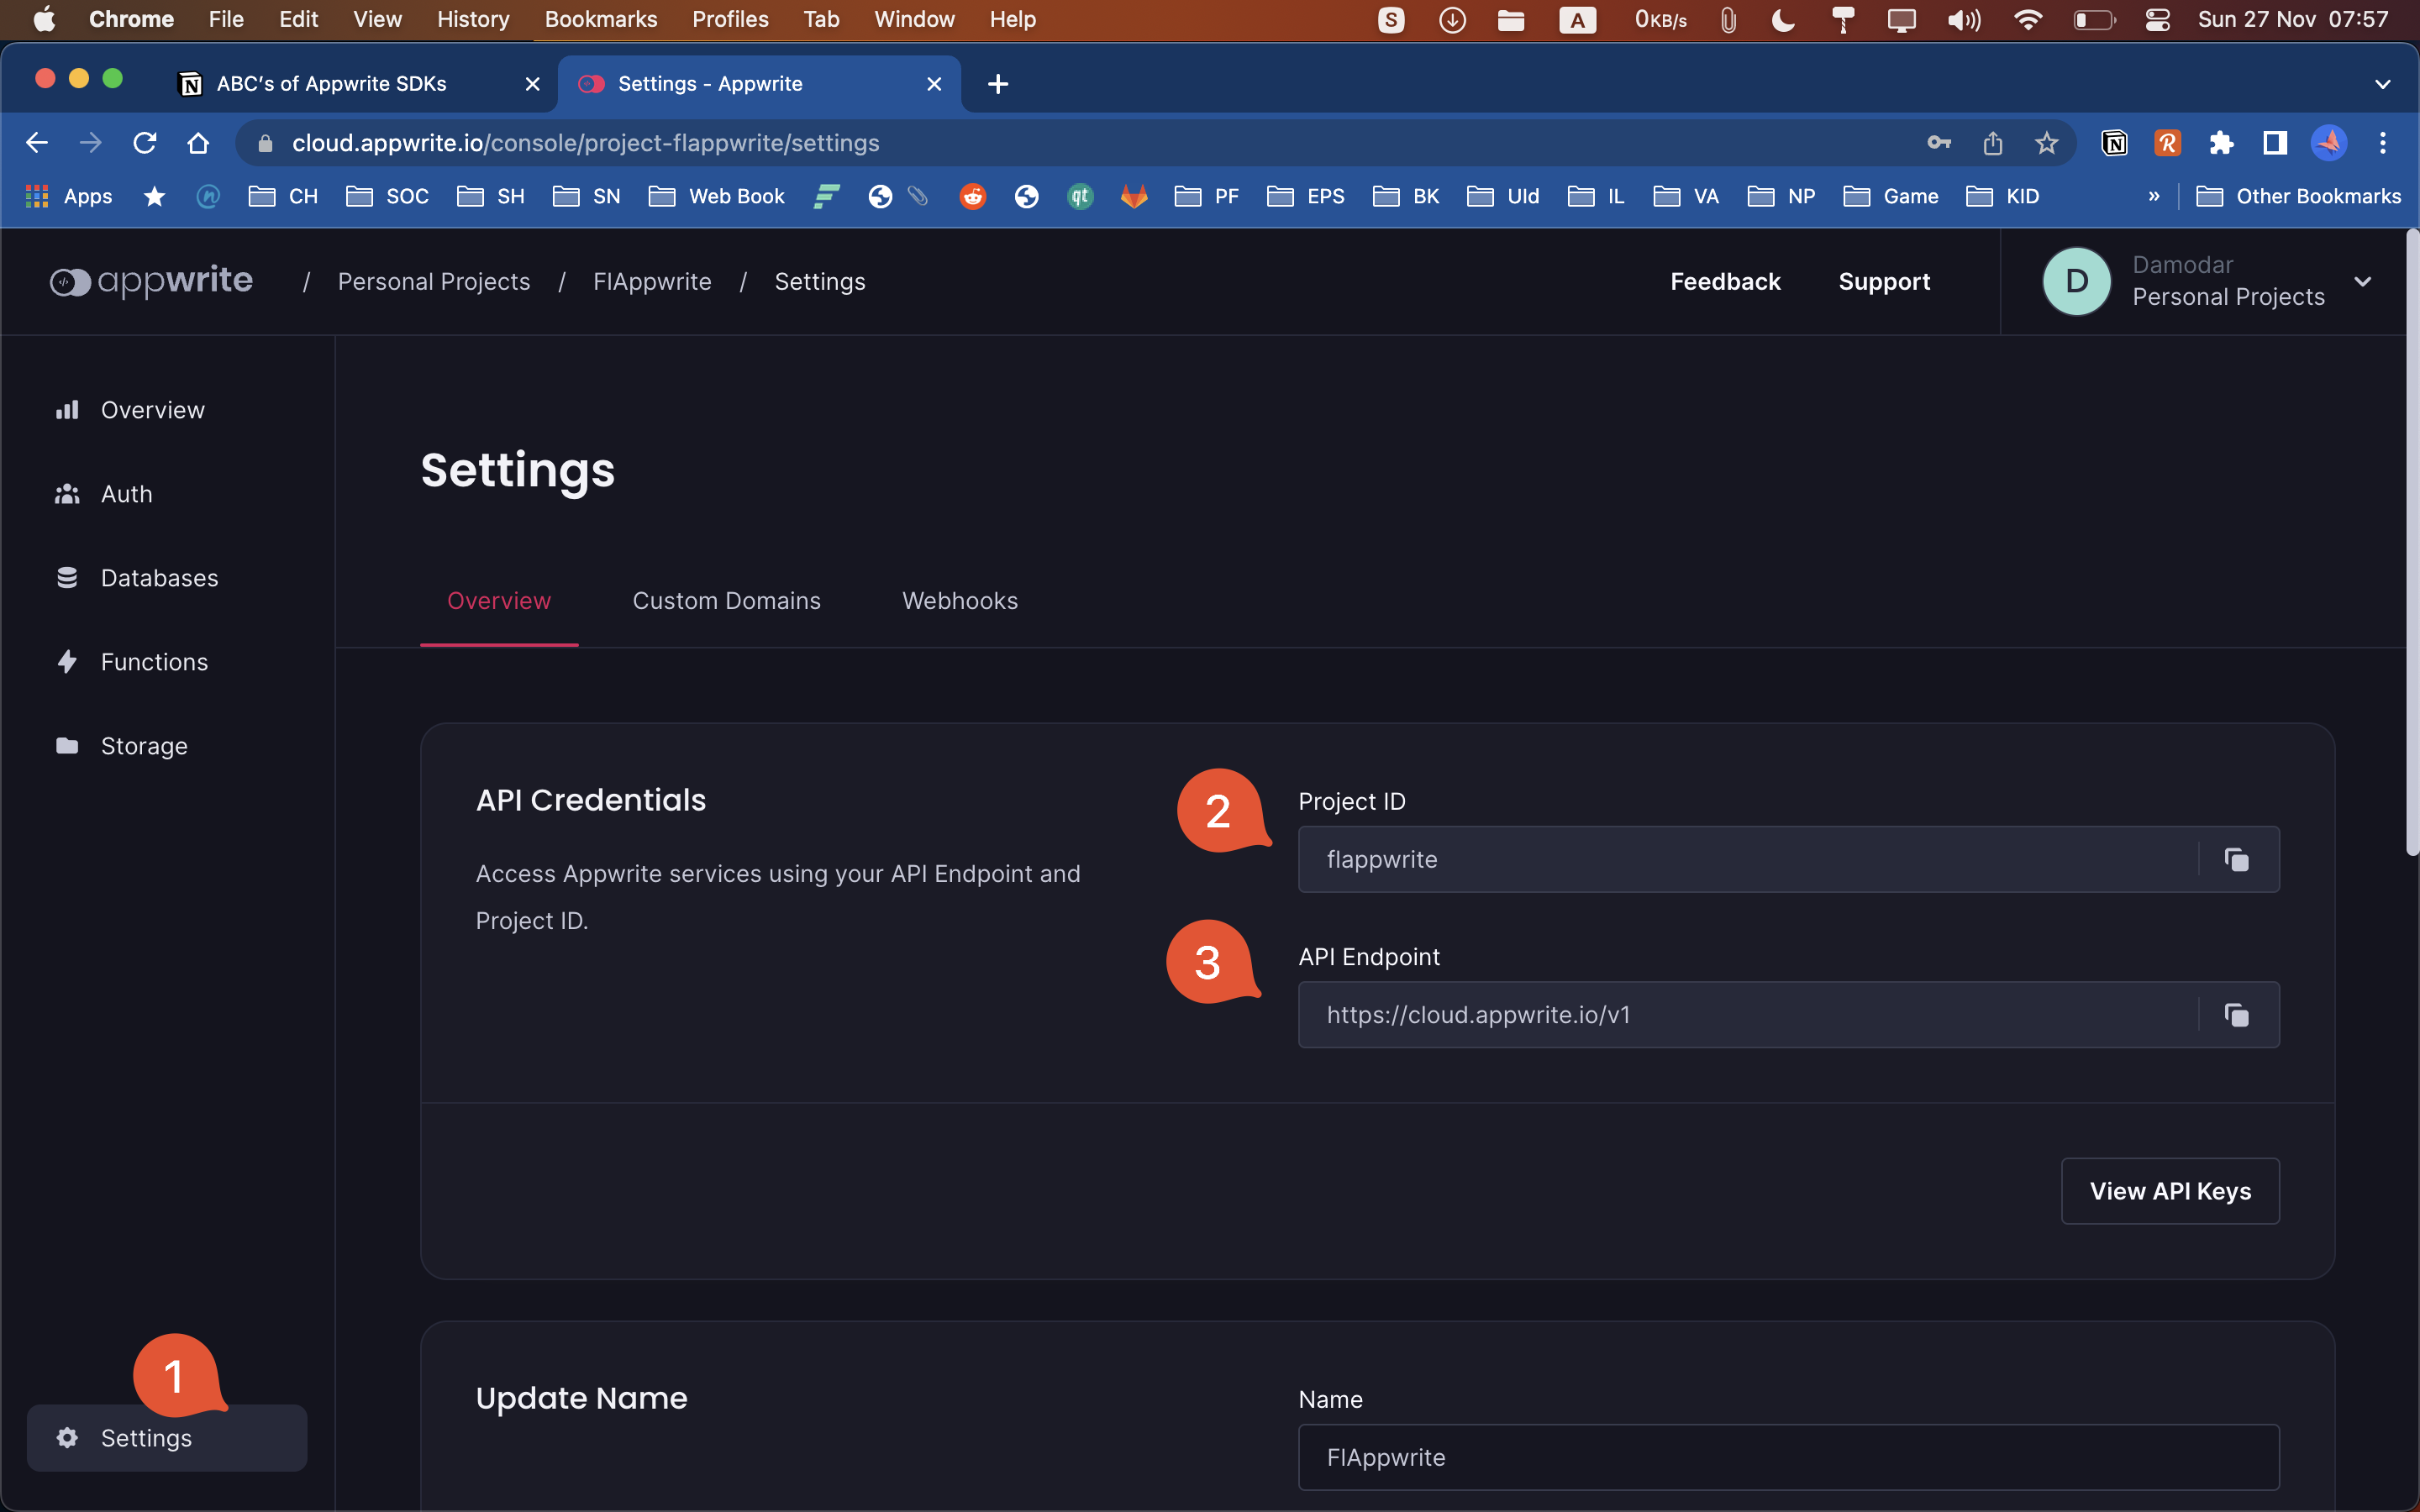 Chrome File Edit View History Bookmarks Profiles Tab Window Help S A 0KB/s Sun 27 Nov 07:57
ABC's of Appwrite SDKs Settings - Appwrite
cloud.appwrite.io/console/project-flappwrite/settings
Apps CH SOC SH SN Web Book qt PF EPS BK UId IL VA NP Game KID » Other Bookmarks
appwrite / Personal Projects / FlAppwrite / Settings Feedback Support D Damodar
Personal Projects
Overview
Auth
Databases
Functions
Storage
1
Settings
Settings
Overview Custom Domains Webhooks
API Credentials
Access Appwrite services using your API Endpoint and
Project ID.
2
Project ID
flappwrite
3
API Endpoint
https://cloud.appwrite.io/v1
View API Keys
Update Name
Name
FlAppwrite